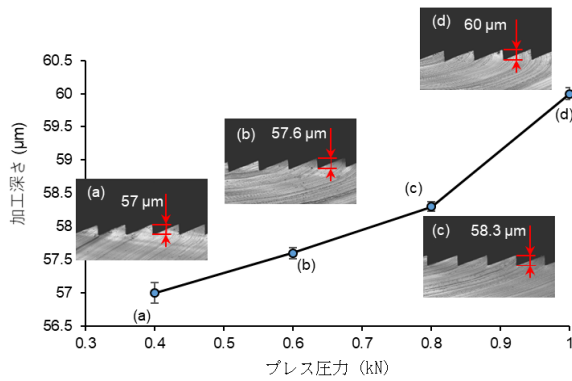 (d)
60 μm
60.5
60
(d)
59.5
(b)
57.6 μm
59
加工深さ (μm)
58.5
(a)
57 μm
(c)
(c)
58.3 μm
58
57.5
(b)
57
(a)
56.5
0.3 0.4 0.5 0.6 0.7 0.8 0.9 1
プレス圧力 (kN)